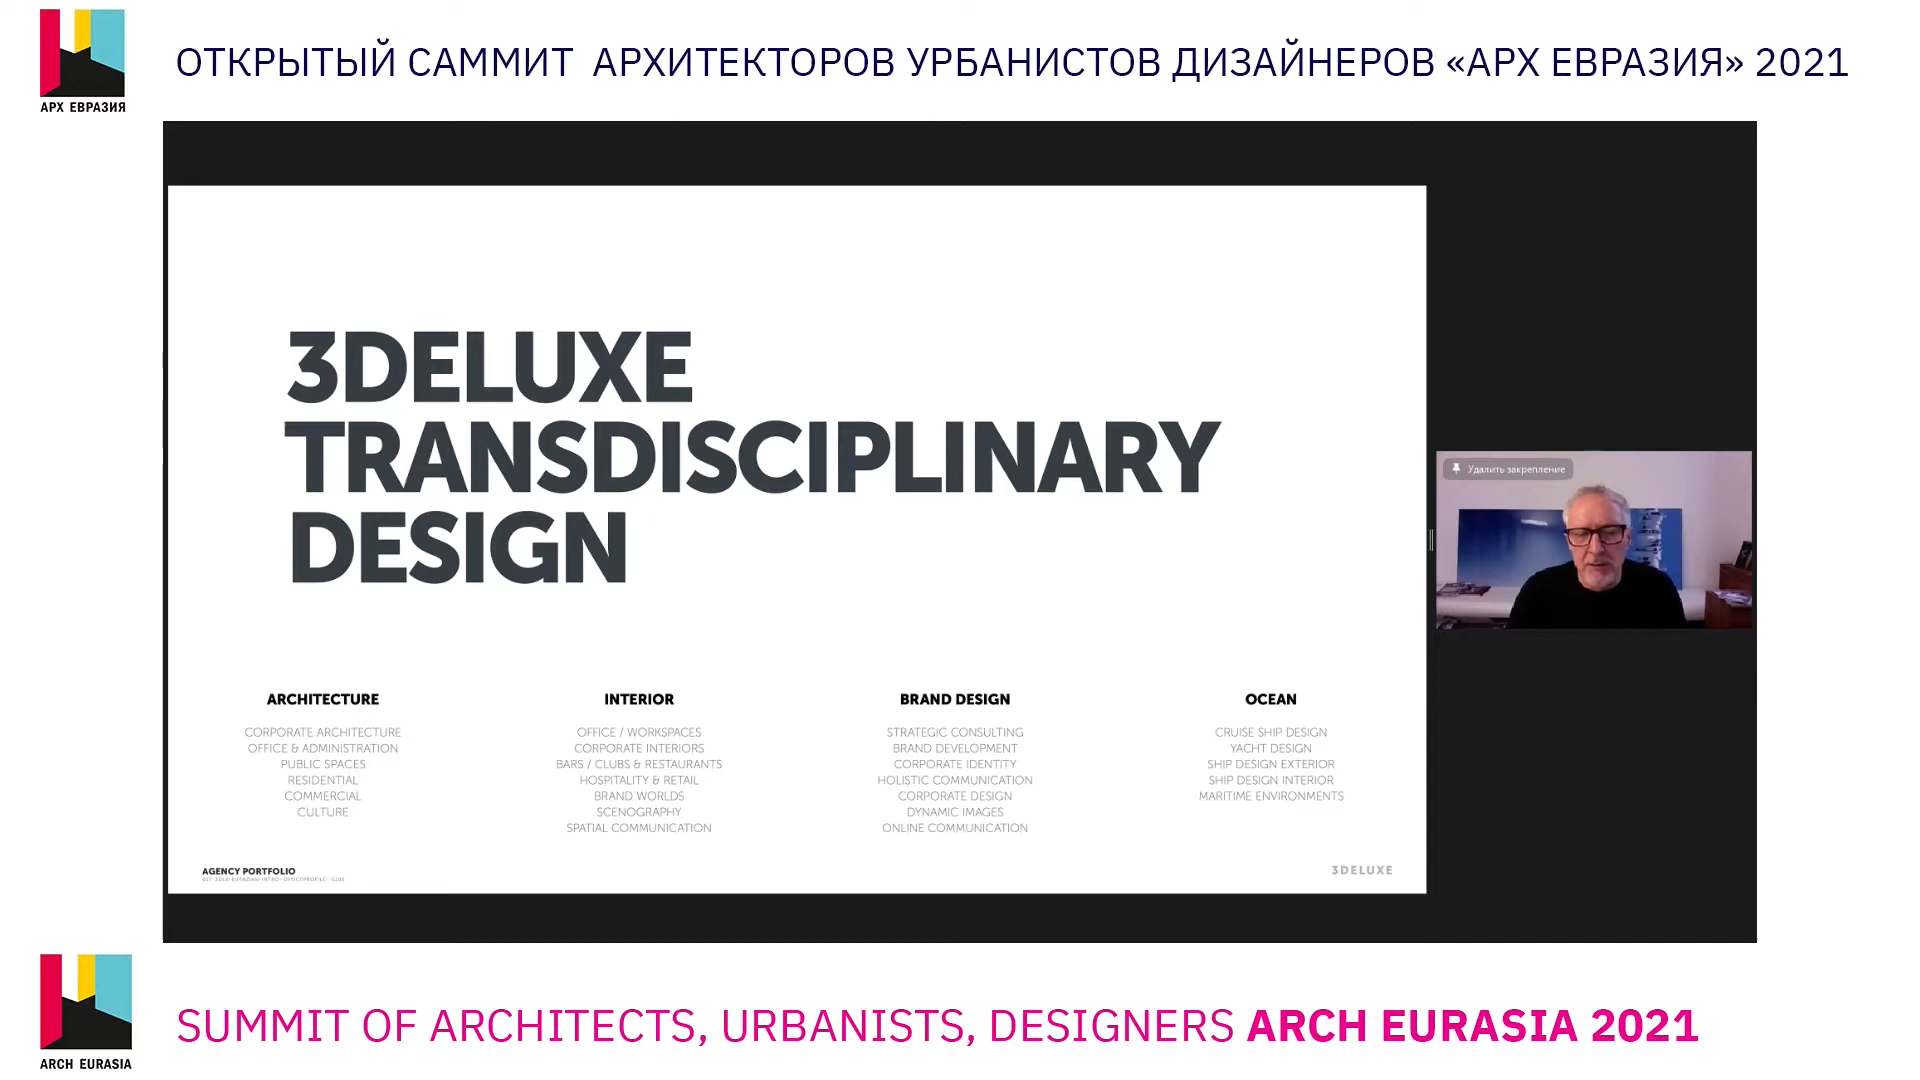 АРХ ЕВРАЗИЯ
ОТКРЫТЫЙ САММИТ АРХИТЕКТОРОВ УРБАНИСТОВ ДИЗАЙНЕРОВ «АРХ ЕВРАЗИЯ» 2021
3DELUXE
TRANSDISCIPLINARY
DESIGN
Удалить закрепление
ARCHITECTURE
CORPORATE ARCHITECTURE
OFFICE & ADMINISTRATION
PUBLIC SPACES
RESIDENTIAL
COMMERCIAL
CULTURE
INTERIOR
OFFICE / WORKSPACES
CORPORATE INTERIORS
BARS / CLUBS & RESTAURANTS
HOSPITALITY & RETAIL
BRAND WORLDS
SCENOGRAPHY
SPATIAL COMMUNICATION
BRAND DESIGN
STRATEGIC CONSULTING
BRAND DEVELOPMENT
CORPORATE IDENTITY
HOLISTIC COMMUNICATION
CORPORATE DESIGN
DYNAMIC IMAGES
ONLINE COMMUNICATION
OCEAN
CRUISE SHIP DESIGN
YACHT DESIGN
SHIP DESIGN EXTERIOR
SHIP DESIGN INTERIOR
MARITIME ENVIRONMENTS
AGENCY PORTFOLIO
3DELUXE
ARCH EURASIA
SUMMIT OF ARCHITECTS, URBANISTS, DESIGNERS ARCH EURASIA 2021